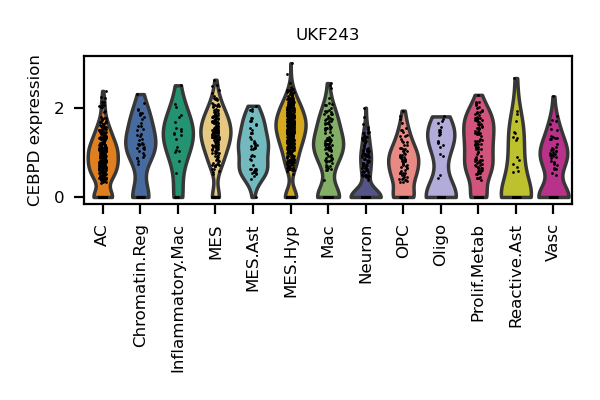 UKF243
CEBPD expression
2
0
AC
Chromatin.Reg
Inflammatory.Mac
MES
MES.Ast
MES.Hyp
Mac
Neuron
OPC
Oligo
Prolif.Metab
Reactive.Ast
Vasc